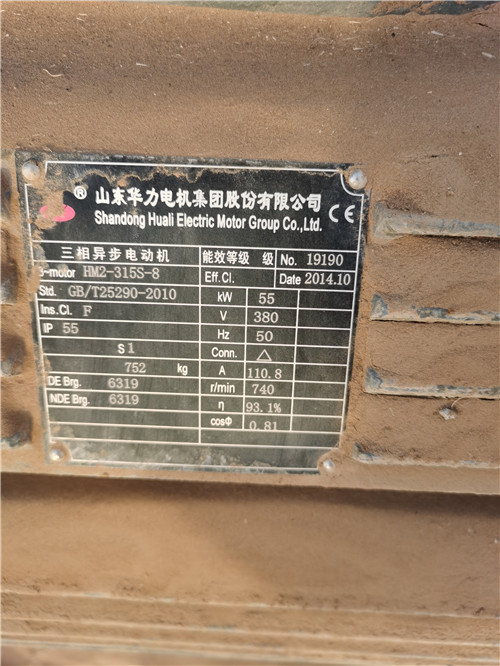 ® 山东华力电机集团股份有限公司
Shandong Huali Electric Motor Group Co.,Ltd. CE
三相异步电动机 能效等级 级 No. 19190
3-motor HM2-315S-8 Eff.Cl. Date 2014.10
Std. GB/T25290-2010 kW 55
Ins.Cl. F V 380
IP 55 Hz 50
S1 Conn. △
752 kg A 110.8
DE Brg. 6319 r/min 740
NDE Brg. 6319 η 93.1%
cosΦ 0.81